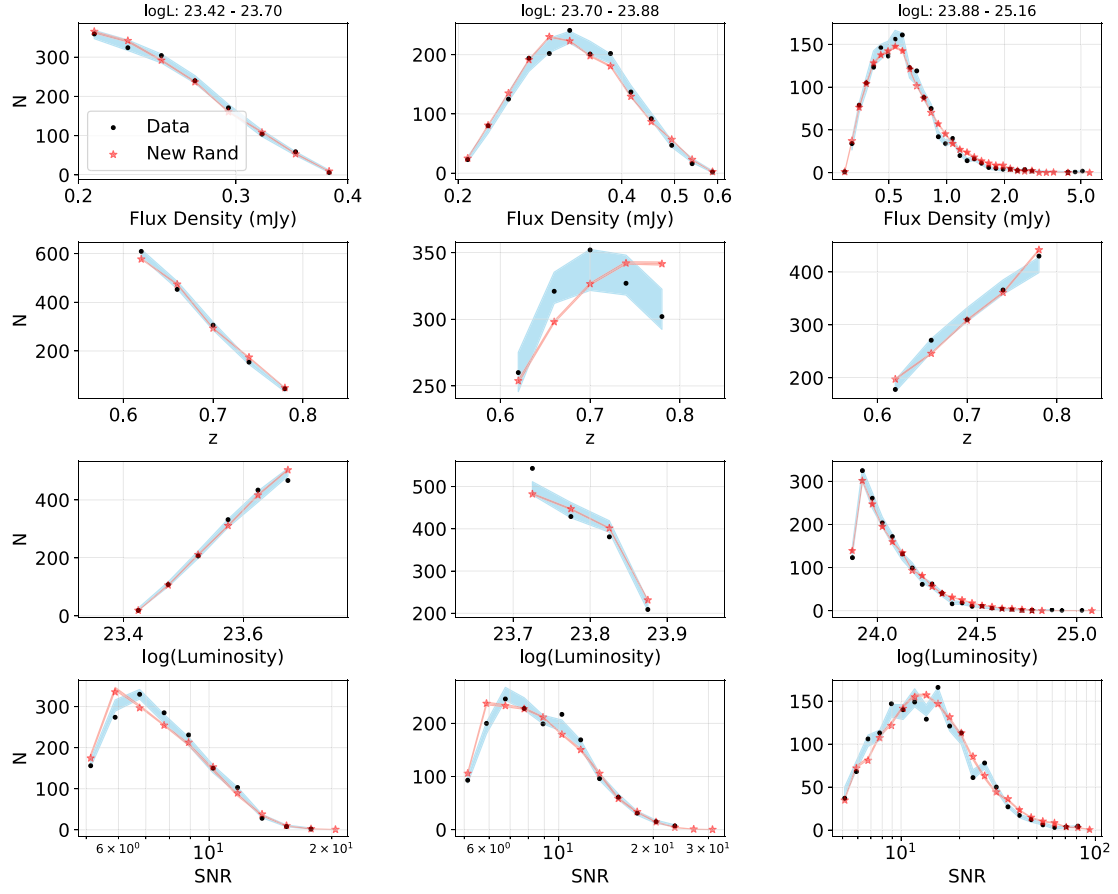 logL: 23.42 - 23.70
logL: 23.70 - 23.88
logL: 23.88 - 25.16
N
300
200
100
0
Data
New Rand
0.2
0.3
0.4
Flux Density (mJy)
200
100
0
0.2
0.4
0.6
Flux Density (mJy)
150
100
50
0
0.5
1.0
2.0
5.0
Flux Density (mJy)
N
600
400
200
0.6
0.7
0.8
z
350
300
250
0.6
0.7
0.8
z
400
300
200
0.6
0.7
0.8
z
N
400
200
0
23.4
23.6
log(Luminosity)
500
400
300
200
23.7
23.8
23.9
log(Luminosity)
300
200
100
0
24.0
24.5
25.0
log(Luminosity)
N
300
200
100
0
6 × 10⁰
10¹
2 × 10¹
SNR
200
100
0
6 × 10⁰
10¹
2 × 10¹
3 × 10¹
SNR
150
100
50
0
10¹
10²
SNR